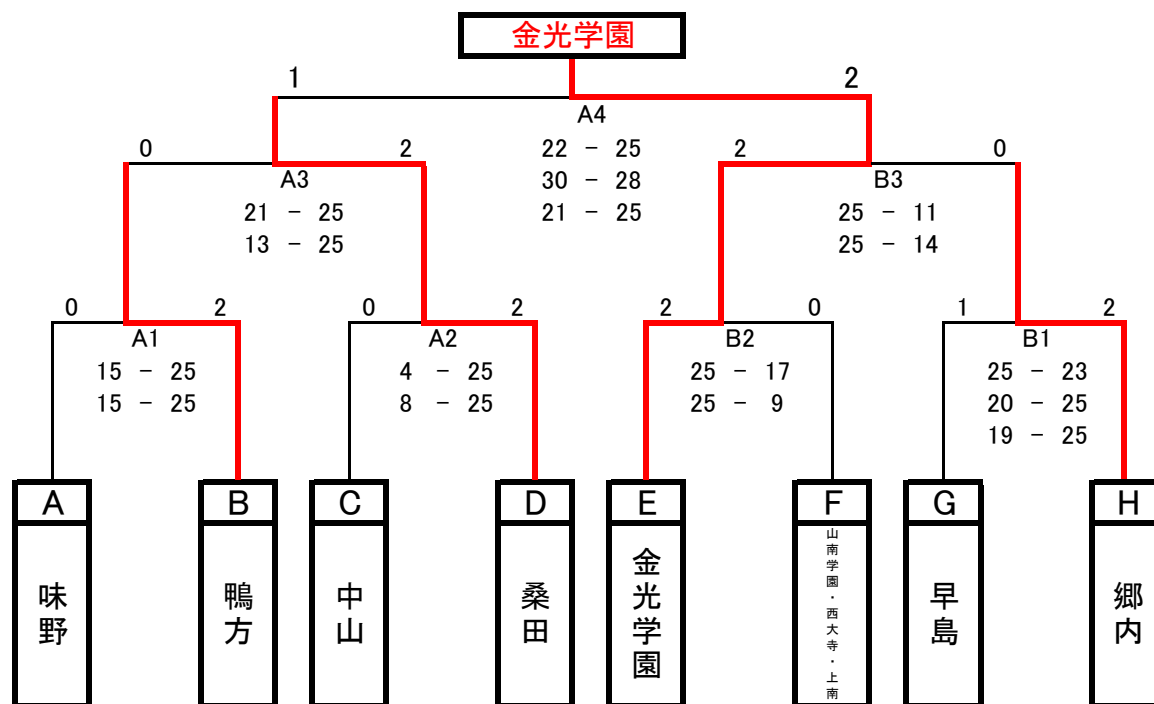 金光学園
1 2
A4
22 － 25
30 － 28
21 － 25
0 2
A3
21 － 25
13 － 25
2 0
B3
25 － 11
25 － 14
0 2
A1
15 － 25
15 － 25
0 2
A2
4 － 25
8 － 25
2 0
B2
25 － 17
25 － 9
1 2
B1
25 － 23
20 － 25
19 － 25
A
味野
B
鴨方
C
中山
D
桑田
E
金光学園
F
山南学園・西大寺・上南
G
早島
H
郷内